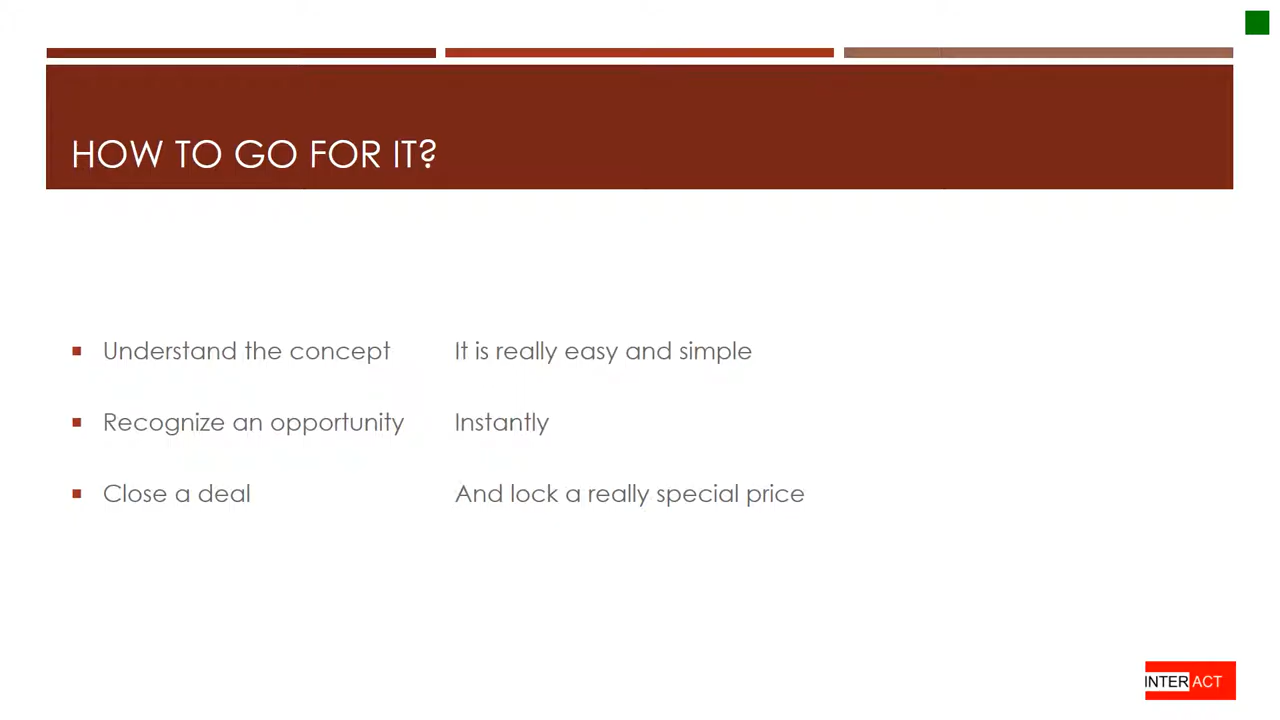 HOW TO GO FOR IT?
Understand the concept It is really easy and simple
Recognize an opportunity Instantly
Close a deal And lock a really special price
INTERACT